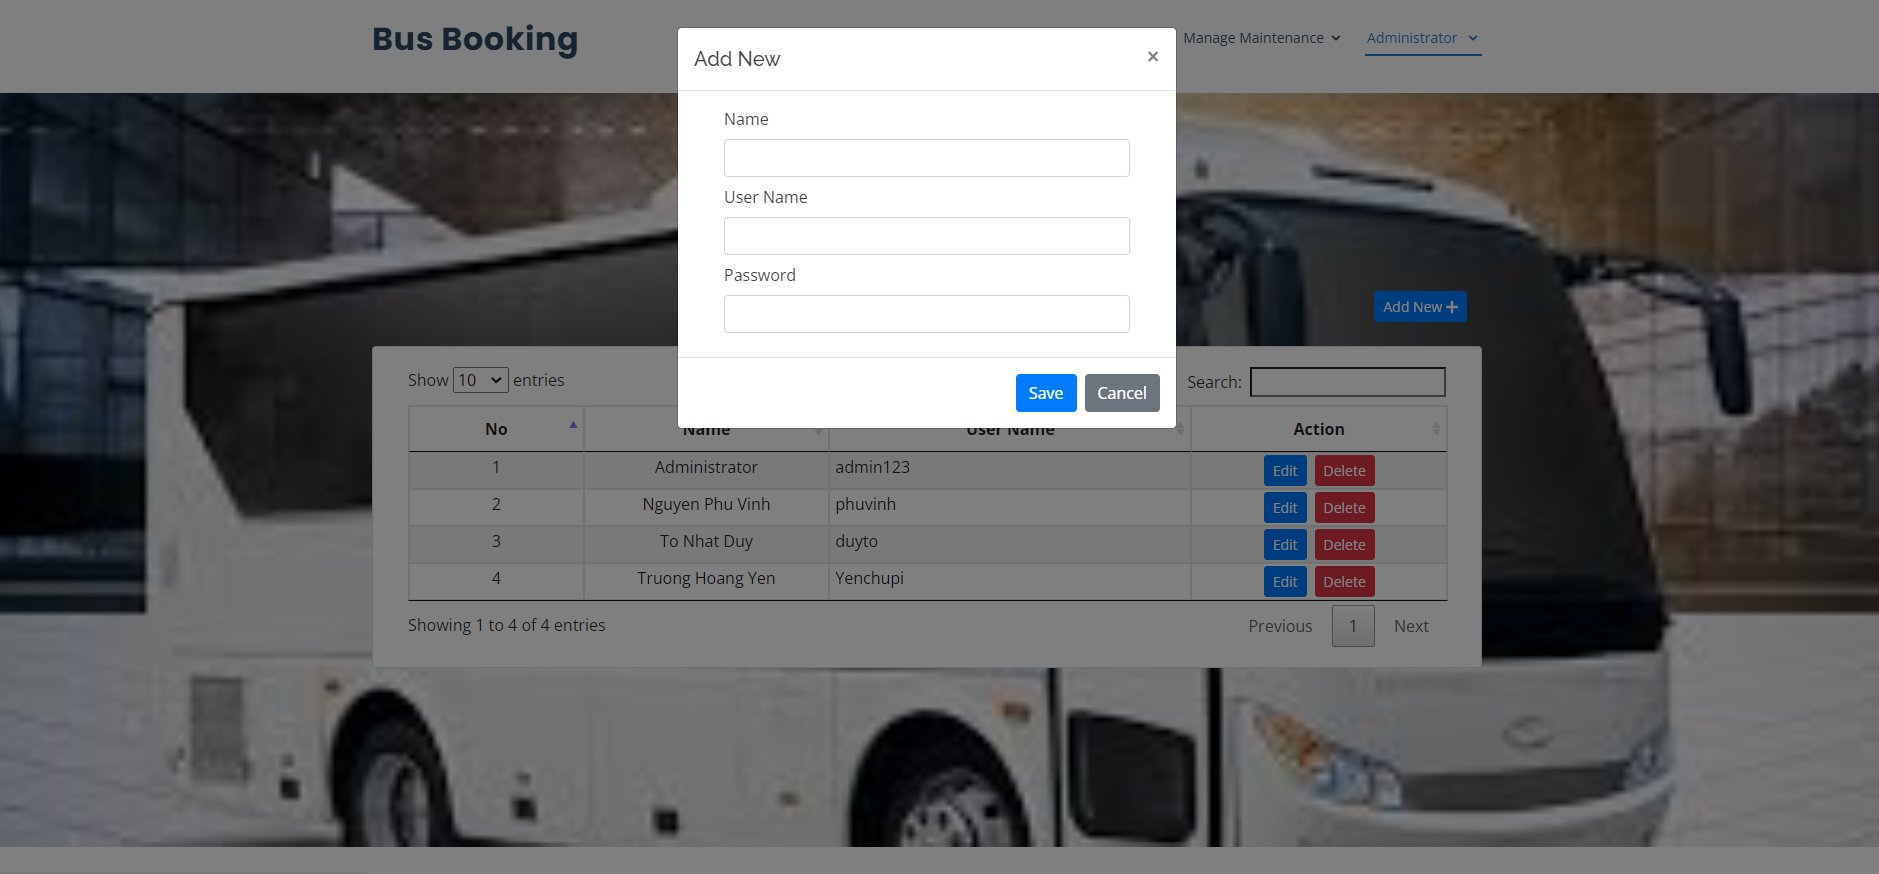 Bus Booking
Manage Maintenance
Administrator
Add New
×
Name
User Name
Password
Save Cancel
Add New
Show 10 entries
Search:
No Name User Name Action
1 Administrator admin123 Edit Delete
2 Nguyen Phu Vinh phuvinh Edit Delete
3 To Nhat Duy duyto Edit Delete
4 Truong Hoang Yen Yenchupi Edit Delete
Showing 1 to 4 of 4 entries
Previous 1 Next